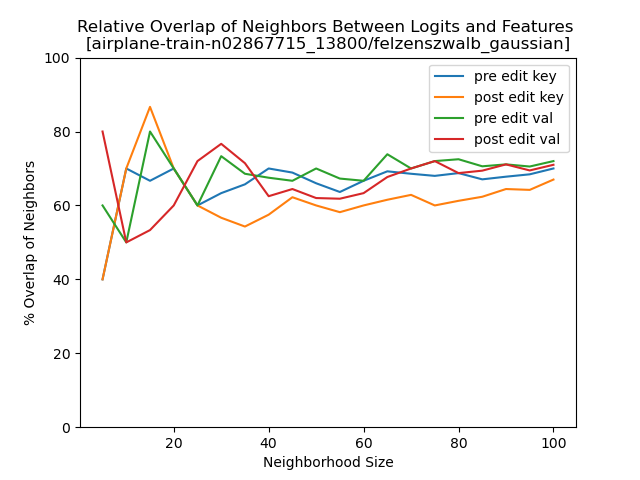 Relative Overlap of Neighbors Between Logits and Features
[airplane-train-n02867715_13800/felzenszwalb_gaussian]
100
80
60
40
20
0
% Overlap of Neighbors
pre edit key
post edit key
pre edit val
post edit val
20 40 60 80 100
Neighborhood Size